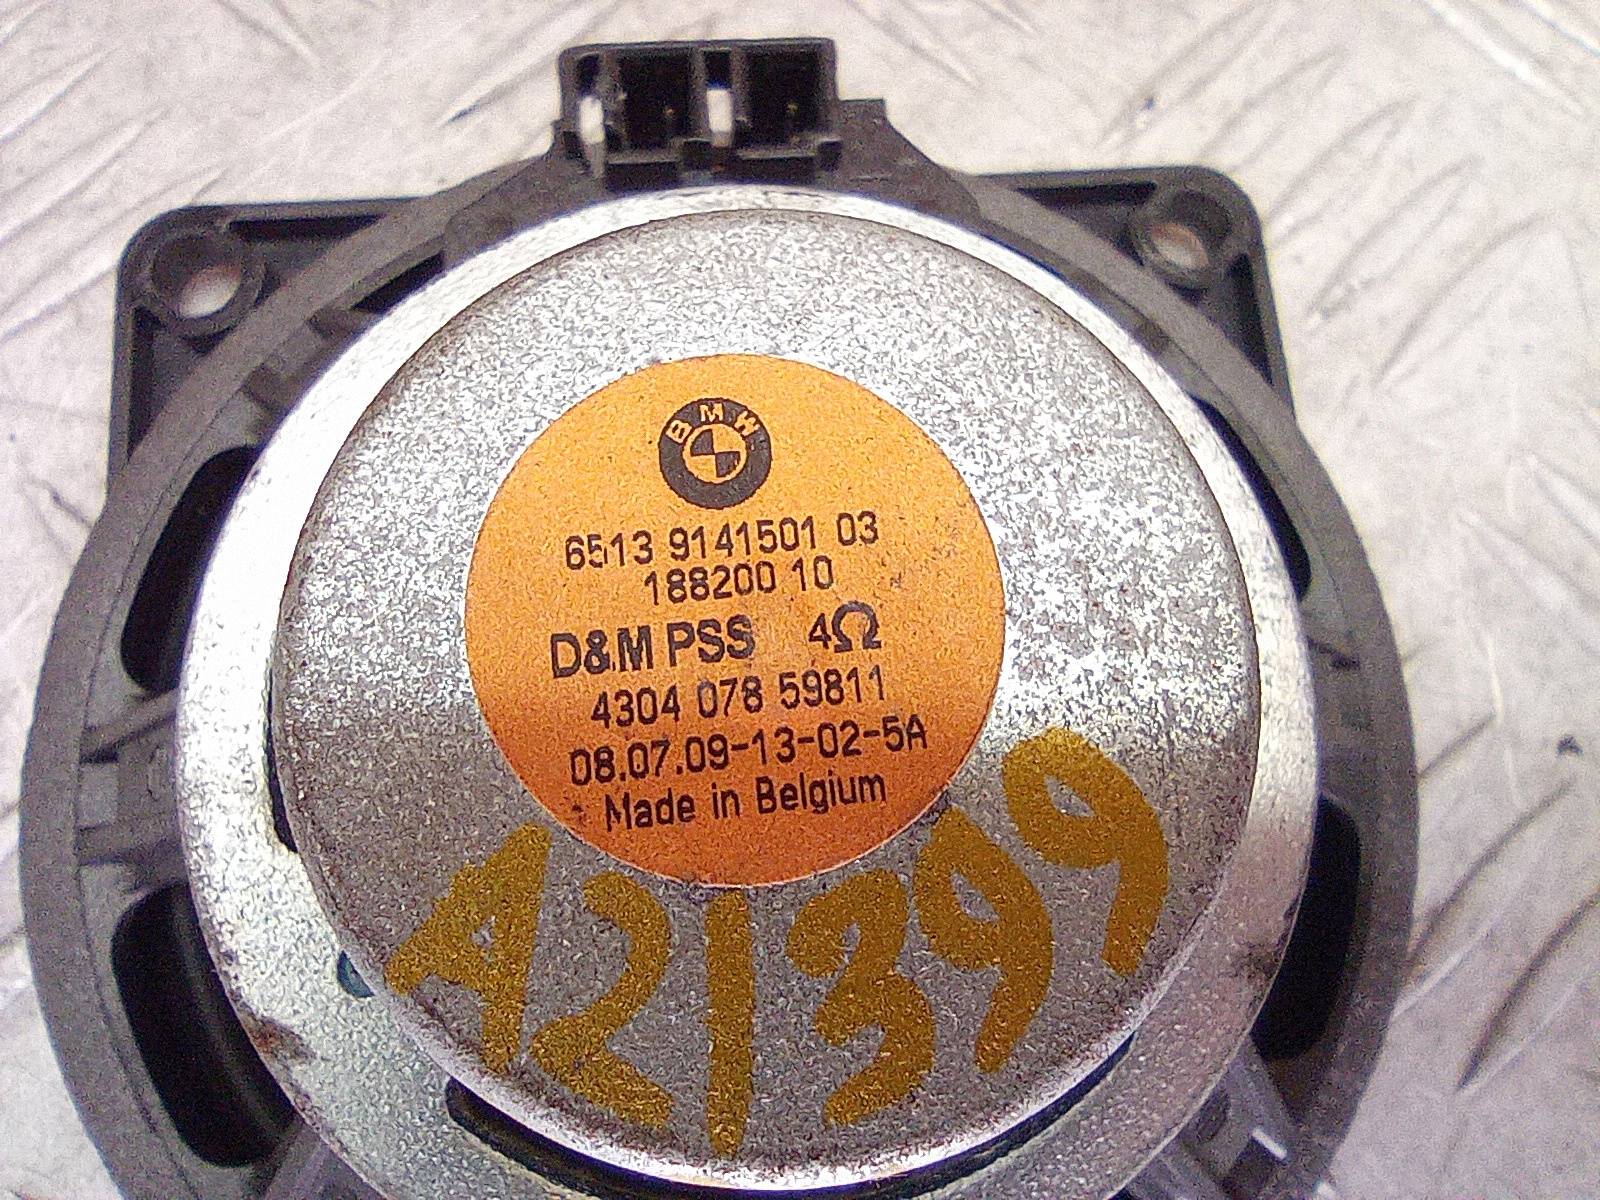 BMW
6513 9141501 03
188200 10
D&M PSS 4Ω
4304 078 59811
08.07.09-13-02-5A
Made in Belgium
A21399